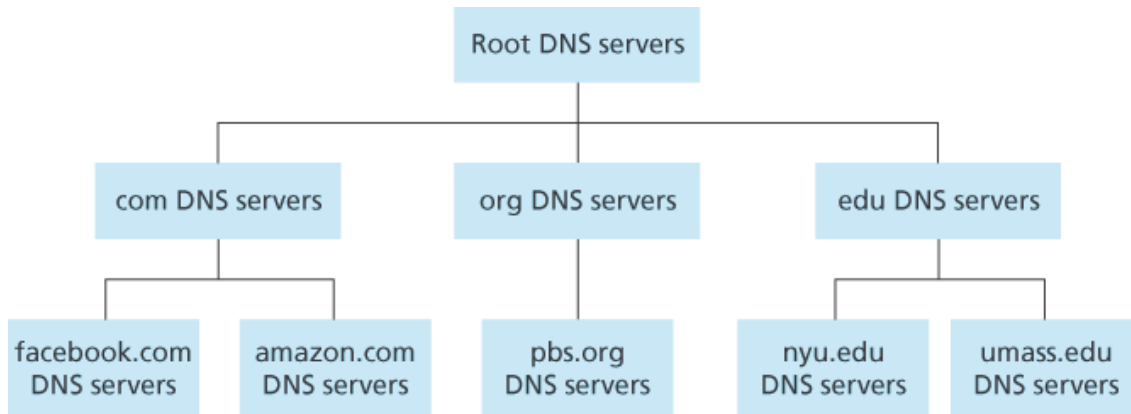 Root DNS servers
com DNS servers
org DNS servers
edu DNS servers
facebook.com
DNS servers
amazon.com
DNS servers
pbs.org
DNS servers
nyu.edu
DNS servers
umass.edu
DNS servers